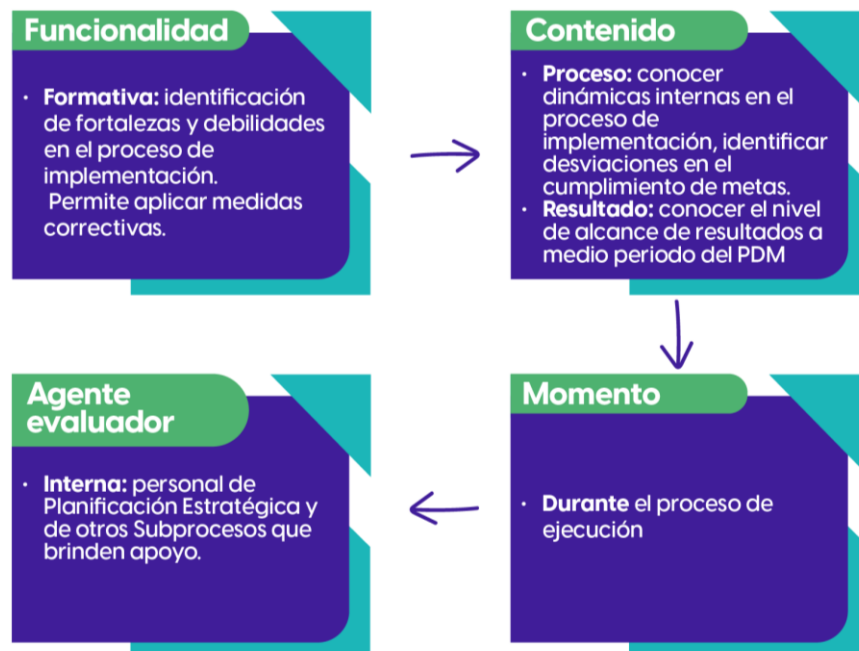 Funcionalidad
· Formativa: identificación
de fortalezas y debilidades
en el proceso de
implementación.
Permite aplicar medidas
correctivas.
Contenido
· Proceso: conocer
dinámicas internas en el
proceso de
implementación, identificar
desviaciones en el
cumplimiento de metas.
· Resultado: conocer el nivel
de alcance de resultados a
medio periodo del PDM
Momento
· Durante el proceso de
ejecución
Agente
evaluador
· Interna: personal de
Planificación Estratégica y
de otros Subprocesos que
brinden apoyo.